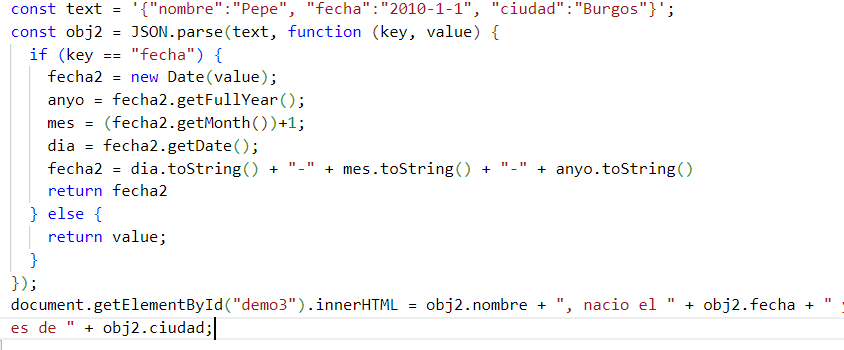 const text = '{"nombre":"Pepe", "fecha":"2010-1-1", "ciudad":"Burgos"}';
const obj2 = JSON.parse(text, function (key, value) {
  if (key == "fecha") {
    fecha2 = new Date(value);
    anyo = fecha2.getFullYear();
    mes = (fecha2.getMonth())+1;
    dia = fecha2.getDate();
    fecha2 = dia.toString() + "-" + mes.toString() + "-" + anyo.toString()
    return fecha2
  } else {
    return value;
  }
});
document.getElementById("demo3").innerHTML = obj2.nombre + ", nacio el " + obj2.fecha + " y
es de " + obj2.ciudad;